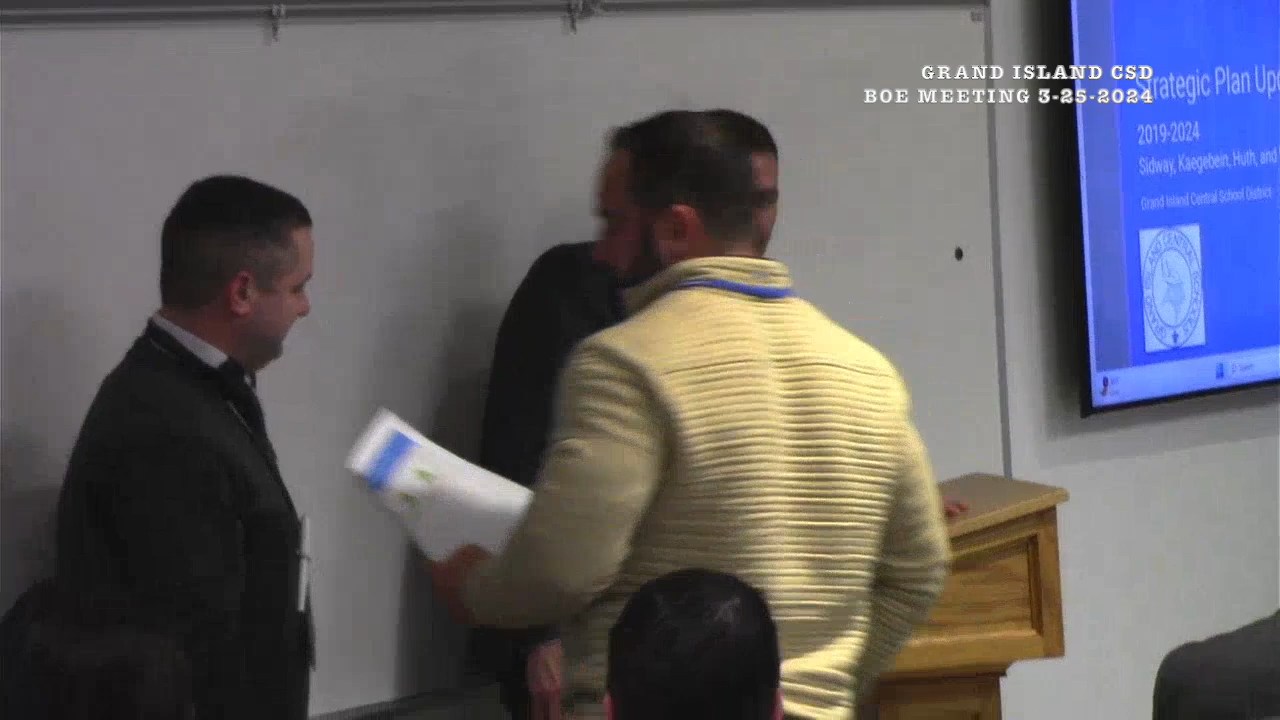 GRAND ISLAND CSD
BOE MEETING 3-25-2024
Strategic Plan Up
2019-2024
Sidway, Kaegebein, Huth, and
Grand Island Central School District